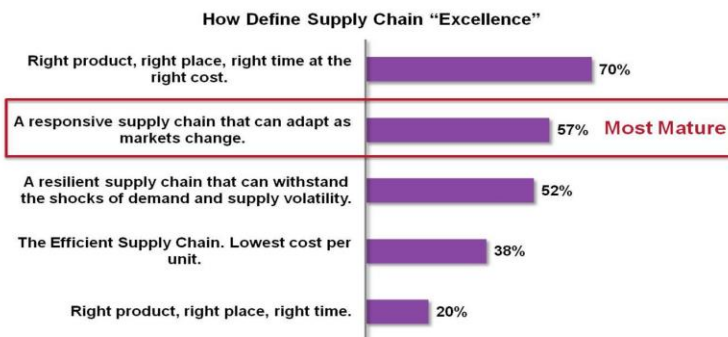 How Define Supply Chain “Excellence”
Right product, right place, right time at the
right cost.
70%
A responsive supply chain that can adapt as
markets change.
57% Most Mature
A resilient supply chain that can withstand
the shocks of demand and supply volatility.
52%
The Efficient Supply Chain. Lowest cost per
unit.
38%
Right product, right place, right time.
20%